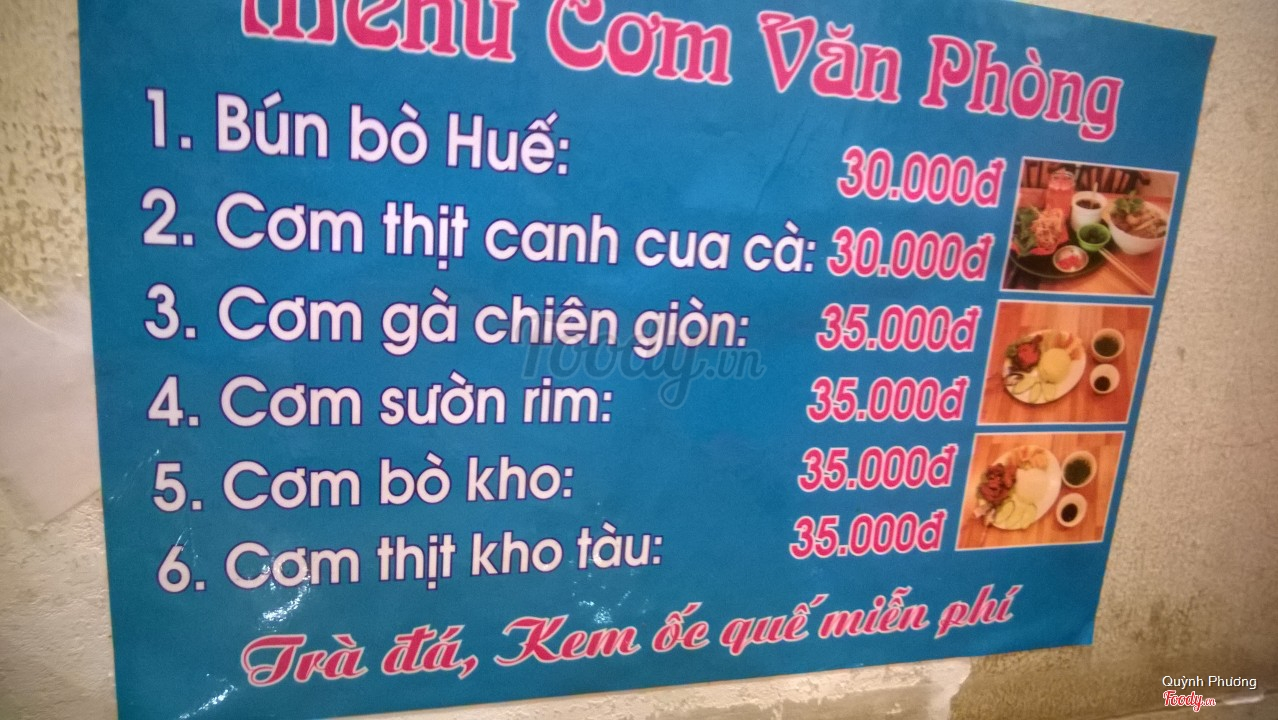 Menu Cơm Văn Phòng
1. Bún bò Huế: 30.000đ
2. Cơm thịt canh cua cà: 30.000đ
3. Cơm gà chiên giòn: 35.000đ
4. Cơm sườn rim: 35.000đ
5. Cơm bò kho: 35.000đ
6. Cơm thịt kho tàu: 35.000đ
Trà đá, Kem ốc quế miễn phí
Foody.vn
Quỳnh Phương
Foody.vn